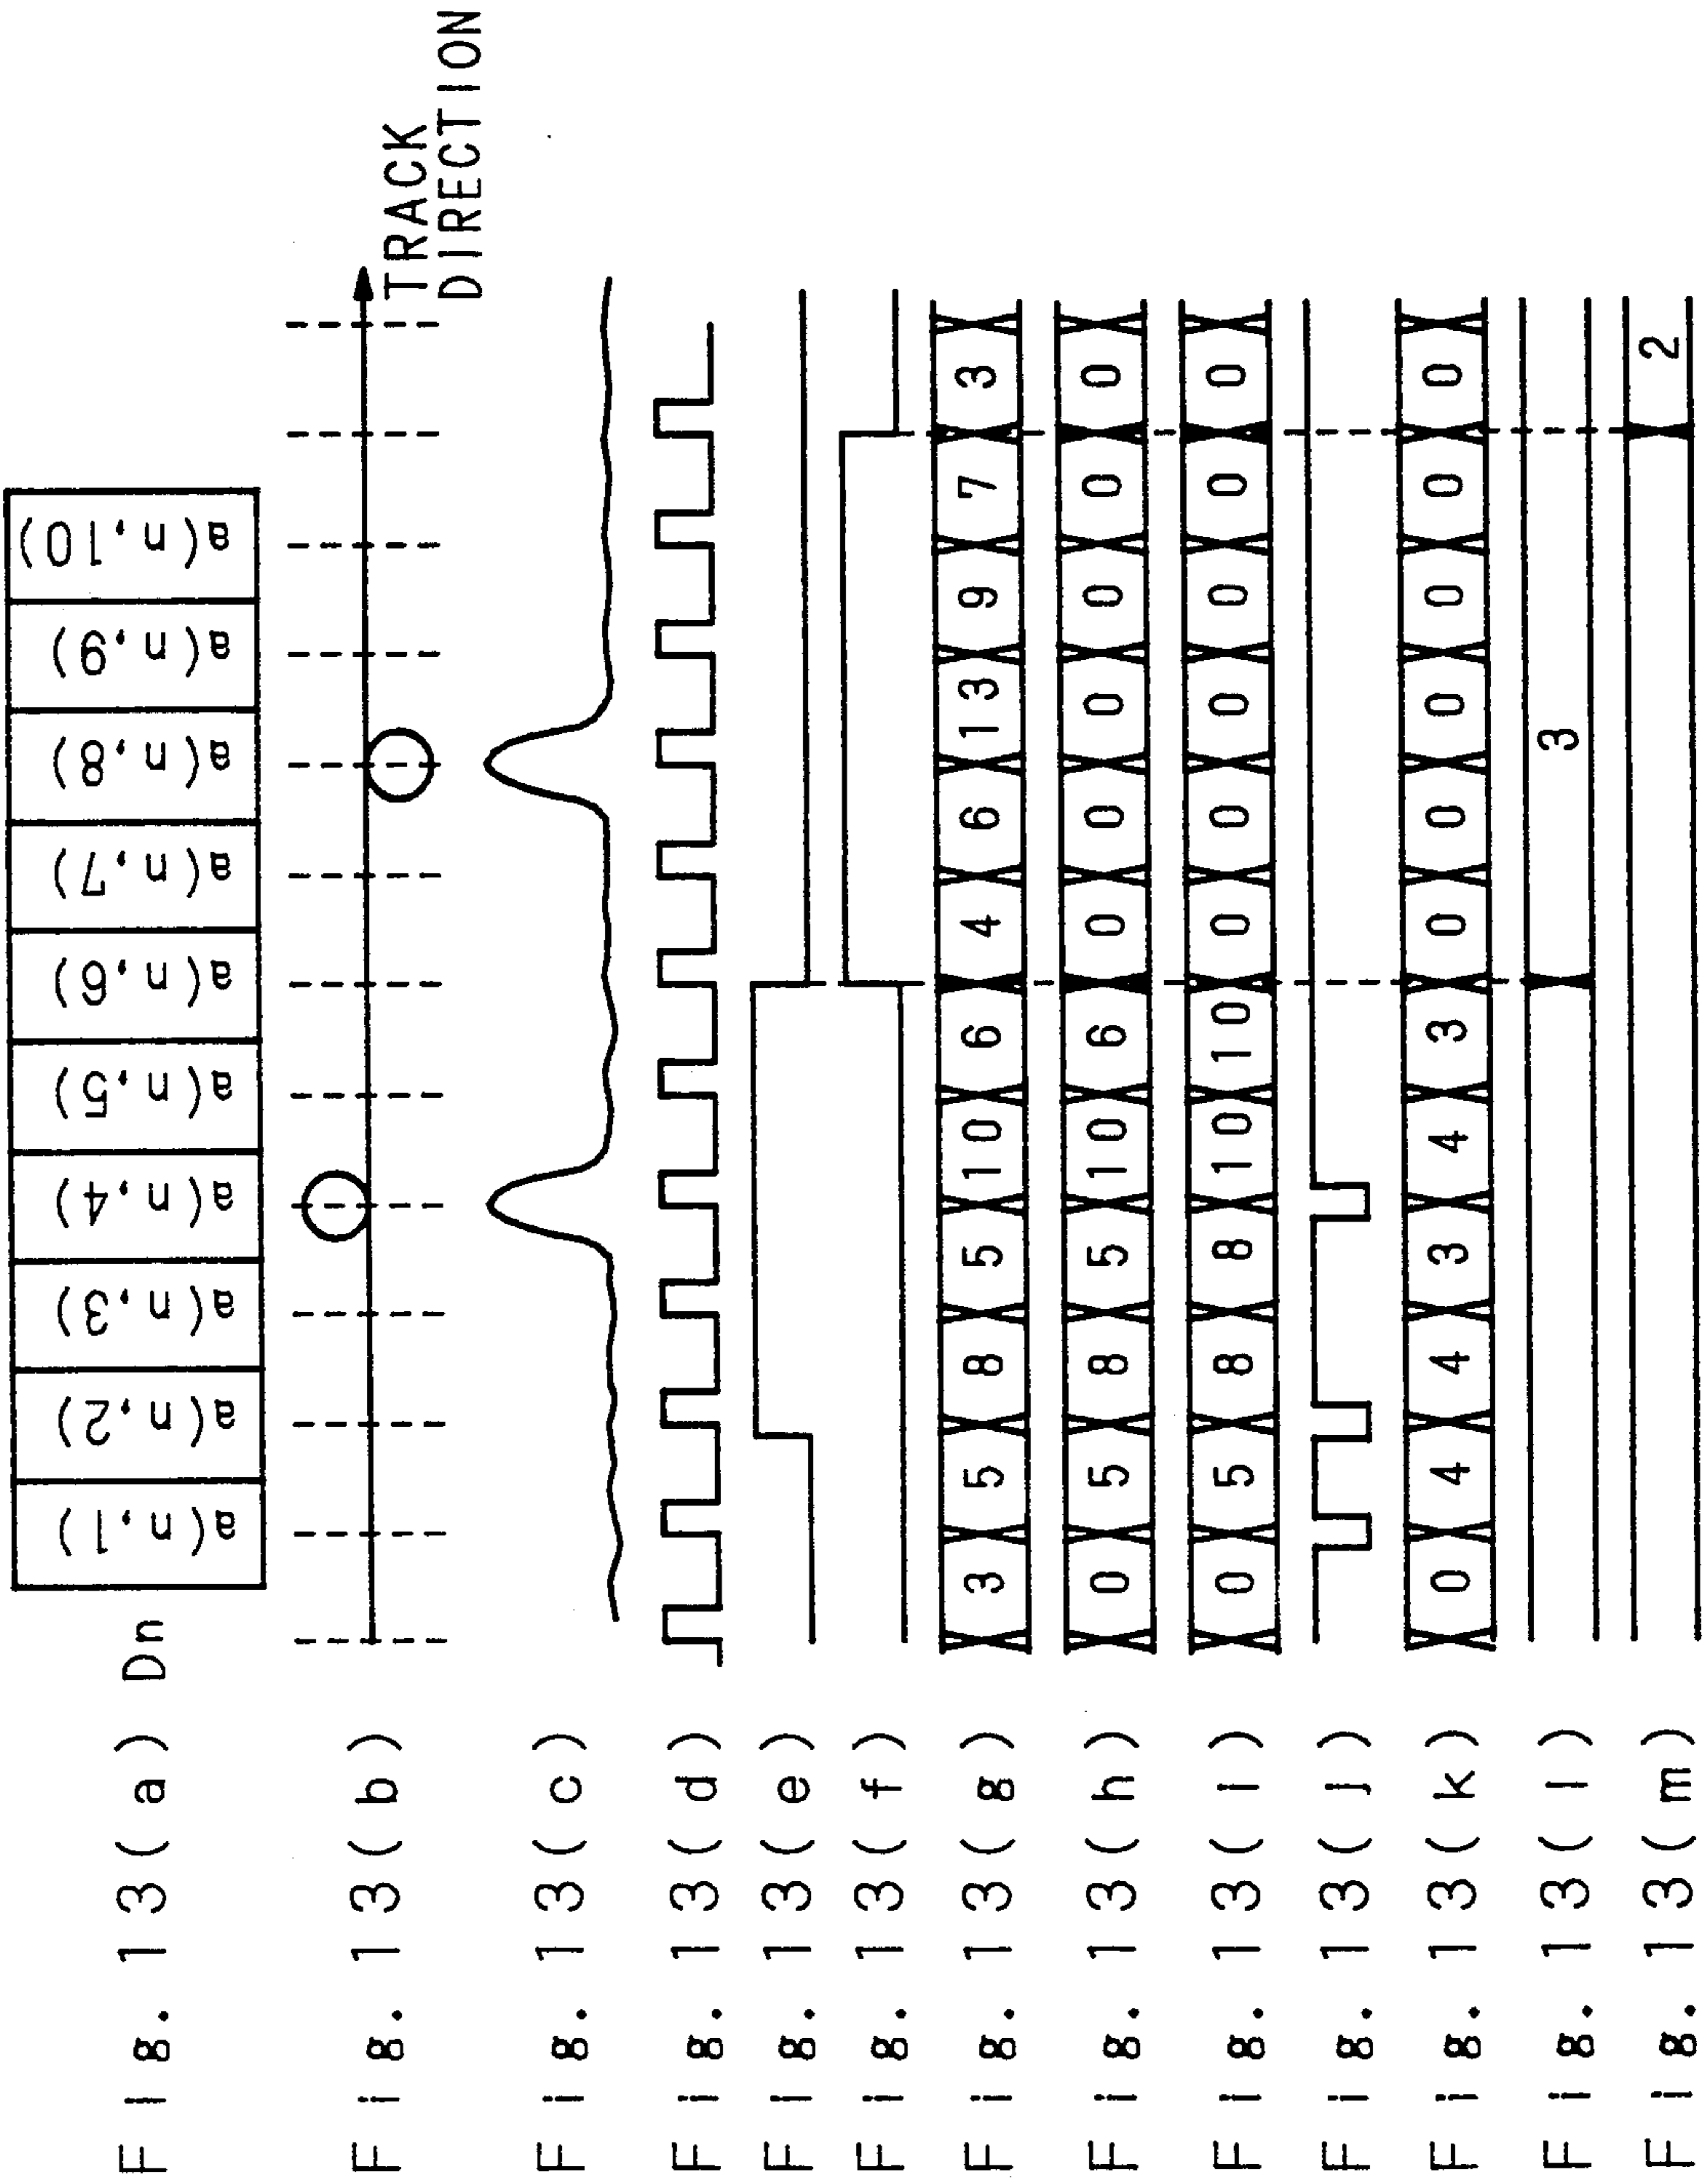 Fig. 13(a) Dn a(n,1) a(n,2) a(n,3) a(n,4) a(n,5) a(n,6) a(n,7) a(n,8) a(n,9) a(n,10)
Fig. 13(b)
TRACK
DIRECTION
Fig. 13(c)
Fig. 13(d)
Fig. 13(e)
Fig. 13(f)
Fig. 13(g) 3 5 8 5 10 6 4 6 13 9 7 3
Fig. 13(h) 0 5 8 5 10 6 0 0 0 0 0 0
Fig. 13(i) 0 5 8 8 10 10 0 0 0 0 0 0
Fig. 13(j)
Fig. 13(k) 0 4 4 3 4 3 0 0 0 0 0 0
Fig. 13(l) 3
Fig. 13(m) 2